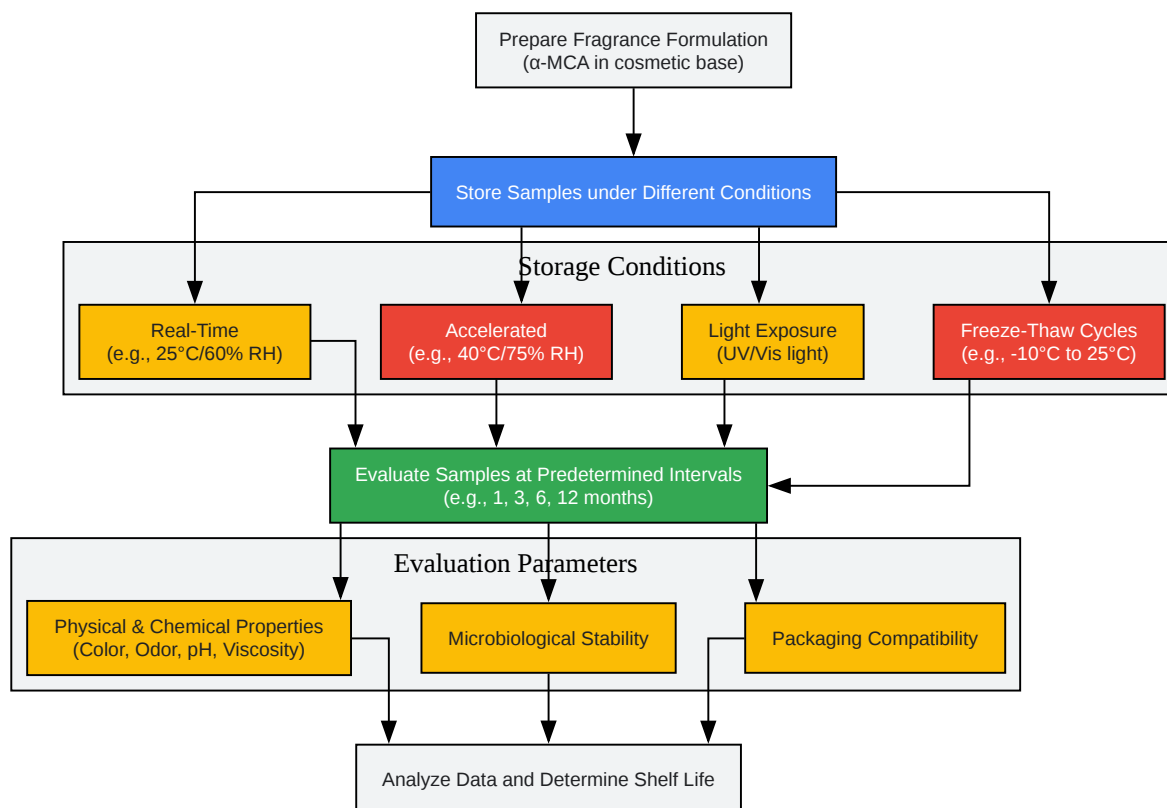 Prepare Fragrance Formulation
(α-MCA in cosmetic base)
Store Samples under Different Conditions
Storage Conditions
Real-Time
(e.g., 25°C/60% RH)
Accelerated
(e.g., 40°C/75% RH)
Light Exposure
(UV/Vis light)
Freeze-Thaw Cycles
(e.g., -10°C to 25°C)
Evaluate Samples at Predetermined Intervals
(e.g., 1, 3, 6, 12 months)
Evaluation Parameters
Physical & Chemical Properties
(Color, Odor, pH, Viscosity)
Microbiological Stability
Packaging Compatibility
Analyze Data and Determine Shelf Life